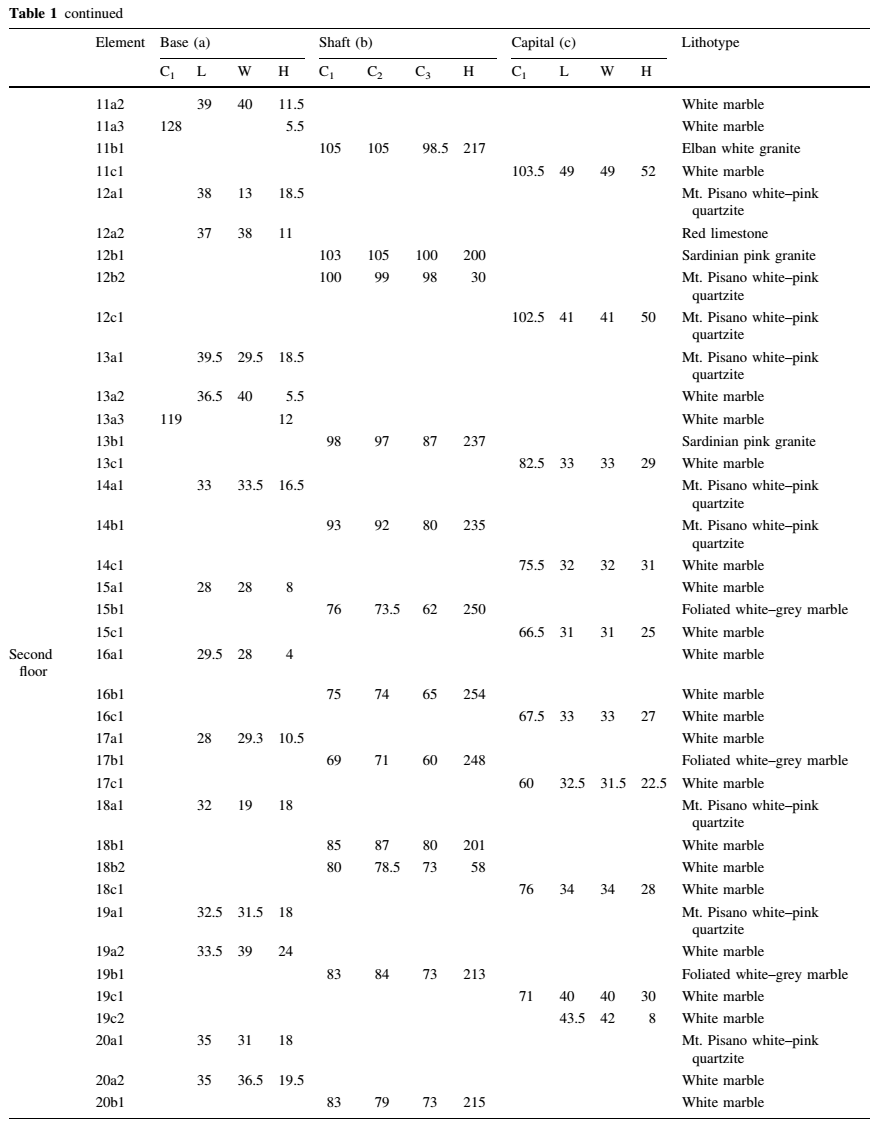 Table 1 continued
Element Base (a) Shaft (b) Capital (c) Lithotype
C1 L W H C1 C2 C3 H C1 L W H
11a2 39 40 11.5 White marble
11a3 128 5.5 White marble
11b1 105 105 98.5 217 Elban white granite
11c1 103.5 49 49 52 White marble
12a1 38 13 18.5 Mt. Pisano white–pink
quartzite
12a2 37 38 11 Red limestone
12b1 103 105 100 200 Sardinian pink granite
12b2 100 99 98 30 Mt. Pisano white–pink
quartzite
12c1 102.5 41 41 50 Mt. Pisano white–pink
quartzite
13a1 39.5 29.5 18.5 Mt. Pisano white–pink
quartzite
13a2 36.5 40 5.5 White marble
13a3 119 12 White marble
13b1 98 97 87 237 Sardinian pink granite
13c1 82.5 33 33 29 White marble
14a1 33 33.5 16.5 Mt. Pisano white–pink
quartzite
14b1 93 92 80 235 Mt. Pisano white–pink
quartzite
14c1 75.5 32 32 31 White marble
15a1 28 28 8 White marble
15b1 76 73.5 62 250 Foliated white–grey marble
15c1 66.5 31 31 25 White marble
Second 16a1 29.5 28 4 White marble
floor
16b1 75 74 65 254 White marble
16c1 67.5 33 33 27 White marble
17a1 28 29.3 10.5 White marble
17b1 69 71 60 248 Foliated white–grey marble
17c1 60 32.5 31.5 22.5 White marble
18a1 32 19 18 Mt. Pisano white–pink
quartzite
18b1 85 87 80 201 White marble
18b2 80 78.5 73 58 White marble
18c1 76 34 34 28 White marble
19a1 32.5 31.5 18 Mt. Pisano white–pink
quartzite
19a2 33.5 39 24 White marble
19b1 83 84 73 213 Foliated white–grey marble
19c1 71 40 40 30 White marble
19c2 43.5 42 8 White marble
20a1 35 31 18 Mt. Pisano white–pink
quartzite
20a2 35 36.5 19.5 White marble
20b1 83 79 73 215 White marble